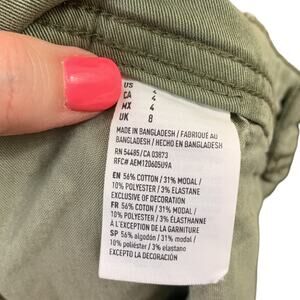 US
CA 4
MX 4
UK 8
MADE IN BANGLADESH / FABRIQUÉ AU
BANGLADESH / HECHO EN BANGLADESH
RN 54485/CA 03873
RFC# AEM120605U9A
EN 56% COTTON / 31% MODAL /
10% POLYESTER / 3% ELASTANE
EXCLUSIVE OF DECORATION
FR 56% COTON / 31% MODAL /
10% POLYESTER / 3% ÉLASTHANNE
À L'EXCEPTION DE LA GARNITURE
SP 56% algodón / 31% modal /
10% poliéster / 3% elastano
EXCEPTO LA DECORACIÓN